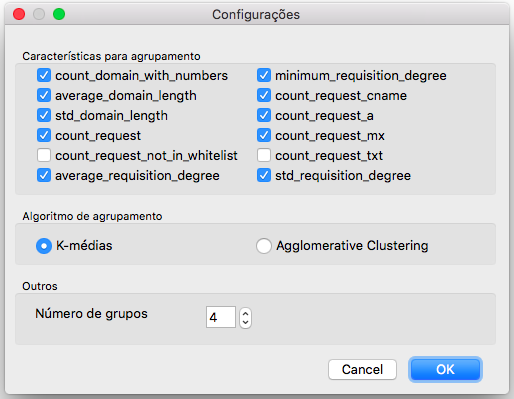 Configurações
Características para agrupamento
count_domain_with_numbers minimum_requisition_degree
average_domain_length count_request_cname
std_domain_length count_request_a
count_request count_request_mx
count_request_not_in_whitelist count_request_txt
average_requisition_degree std_requisition_degree
Algoritmo de agrupamento
K-médias Agglomerative Clustering
Outros
Número de grupos 4
Cancel OK